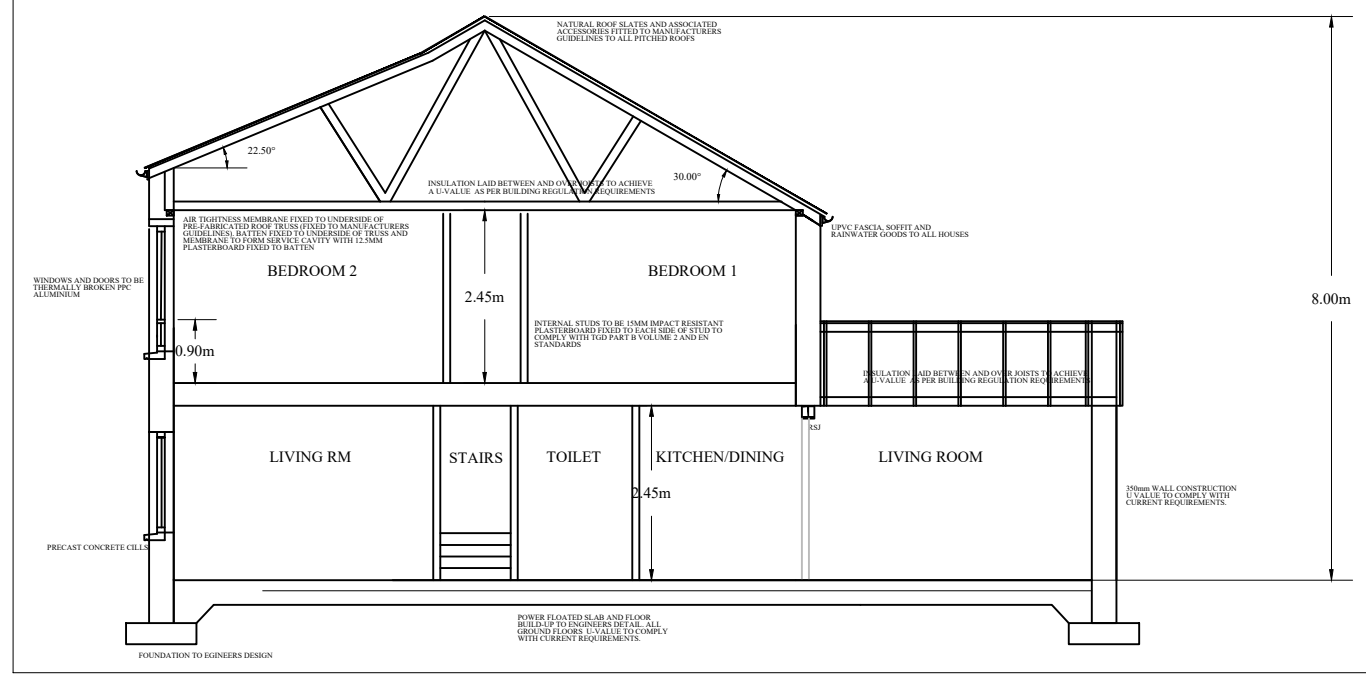 NATURAL ROOF SLATES AND ASSOCIATED
ACCESSORIES FITTED TO MANUFACTURERS
GUIDELINES TO ALL PITCHED ROOFS
22.50°
30.00°
INSULATION LAID BETWEEN AND OVER JOISTS TO ACHIEVE
A U-VALUE AS PER BUILDING REGULATION REQUIREMENTS
AIR TIGHTNESS MEMBRANE FIXED TO UNDERSIDE OF
PRE-FABRICATED ROOF TRUSS (FIXED TO MANUFACTURERS
GUIDELINES). BATTEN FIXED TO UNDERSIDE OF TRUSS AND
MEMBRANE TO FORM SERVICE CAVITY WITH 12.5MM
PLASTERBOARD FIXED TO BATTEN
UPVC FASCIA, SOFFIT AND
RAINWATER GOODS TO ALL HOUSES
BEDROOM 2
BEDROOM 1
WINDOWS AND DOORS TO BE
THERMALLY BROKEN PPC
ALUMINIUM
2.45m
8.00m
INTERNAL STUDS TO BE 15MM IMPACT RESISTANT
PLASTERBOARD FIXED TO EACH SIDE OF STUD TO
COMPLY WITH TGD PART B VOLUME 2 AND EN
STANDARDS
0.90m
INSULATION LAID BETWEEN AND OVER JOISTS TO ACHIEVE
A U-VALUE AS PER BUILDING REGULATION REQUIREMENTS
RSJ
LIVING RM
STAIRS
TOILET
KITCHEN/DINING
LIVING ROOM
2.45m
350mm WALL CONSTRUCTION
U VALUE TO COMPLY WITH
CURRENT REQUIREMENTS.
PRECAST CONCRETE CILLS
POWER FLOATED SLAB AND FLOOR
BUILD-UP TO ENGINEERS DETAIL. ALL
GROUND FLOORS U-VALUE TO COMPLY
WITH CURRENT REQUIREMENTS.
FOUNDATION TO EGINEERS DESIGN